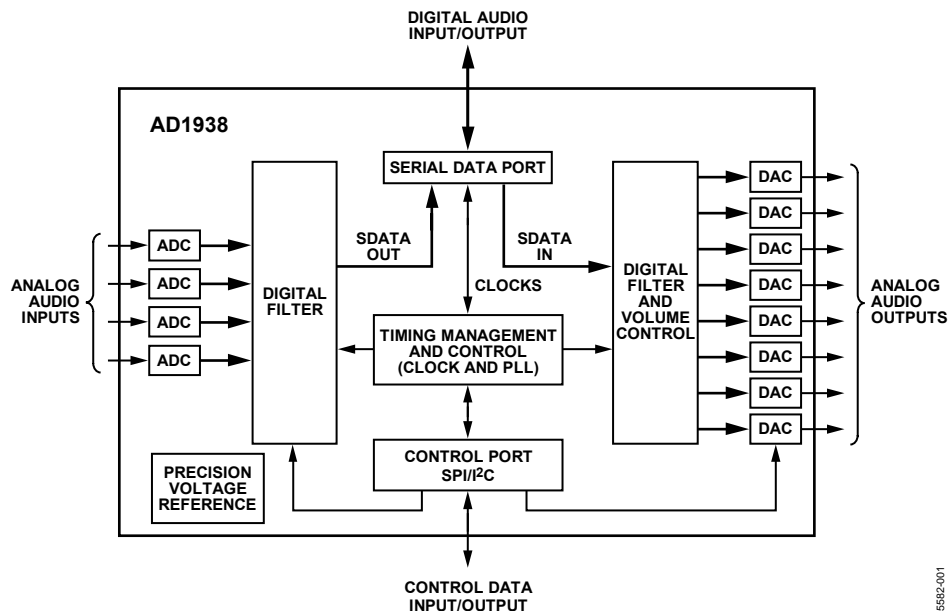 DIGITAL AUDIO
INPUT/OUTPUT
AD1938
SERIAL DATA PORT
ADC
ADC
ADC
ADC
ANALOG
AUDIO
INPUTS
DIGITAL
FILTER
SDATA
OUT
SDATA
IN
CLOCKS
TIMING MANAGEMENT
AND CONTROL
(CLOCK AND PLL)
DIGITAL
FILTER
AND
VOLUME
CONTROL
DAC
DAC
DAC
DAC
DAC
DAC
DAC
DAC
ANALOG
AUDIO
OUTPUTS
PRECISION
VOLTAGE
REFERENCE
CONTROL PORT
SPI/I²C
CONTROL DATA
INPUT/OUTPUT
5582-001